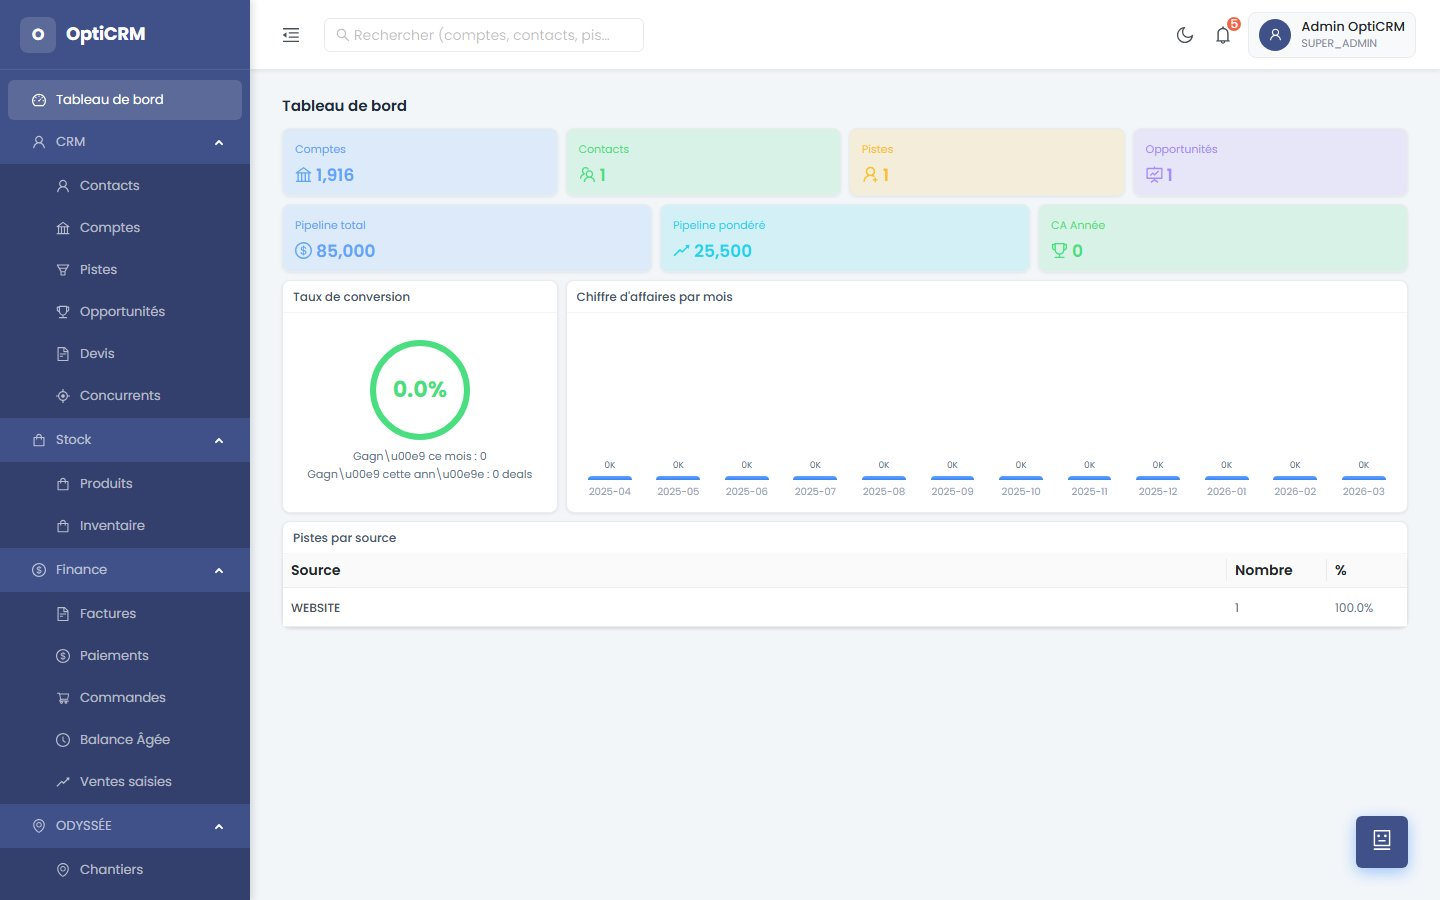 O OptiCRM
Rechercher (comptes, contacts, pis...
5
Admin OptiCRM
SUPER_ADMIN
Tableau de bord
CRM
Contacts
Comptes
Pistes
Opportunités
Devis
Concurrents
Stock
Produits
Inventaire
Finance
Factures
Paiements
Commandes
Balance Âgée
Ventes saisies
ODYSSÉE
Chantiers
Tableau de bord
Comptes
1,916
Contacts
1
Pistes
1
Opportunités
1
Pipeline total
85,000
Pipeline pondéré
25,500
CA Année
0
Taux de conversion
0.0%
Gagn\u00e9 ce mois : 0
Gagn\u00e9 cette ann\u00e9e : 0 deals
Chiffre d'affaires par mois
0K 0K 0K 0K 0K 0K 0K 0K 0K 0K 0K 0K
2025-04 2025-05 2025-06 2025-07 2025-08 2025-09 2025-10 2025-11 2025-12 2026-01 2026-02 2026-03
Pistes par source
Source Nombre %
WEBSITE 1 100.0%